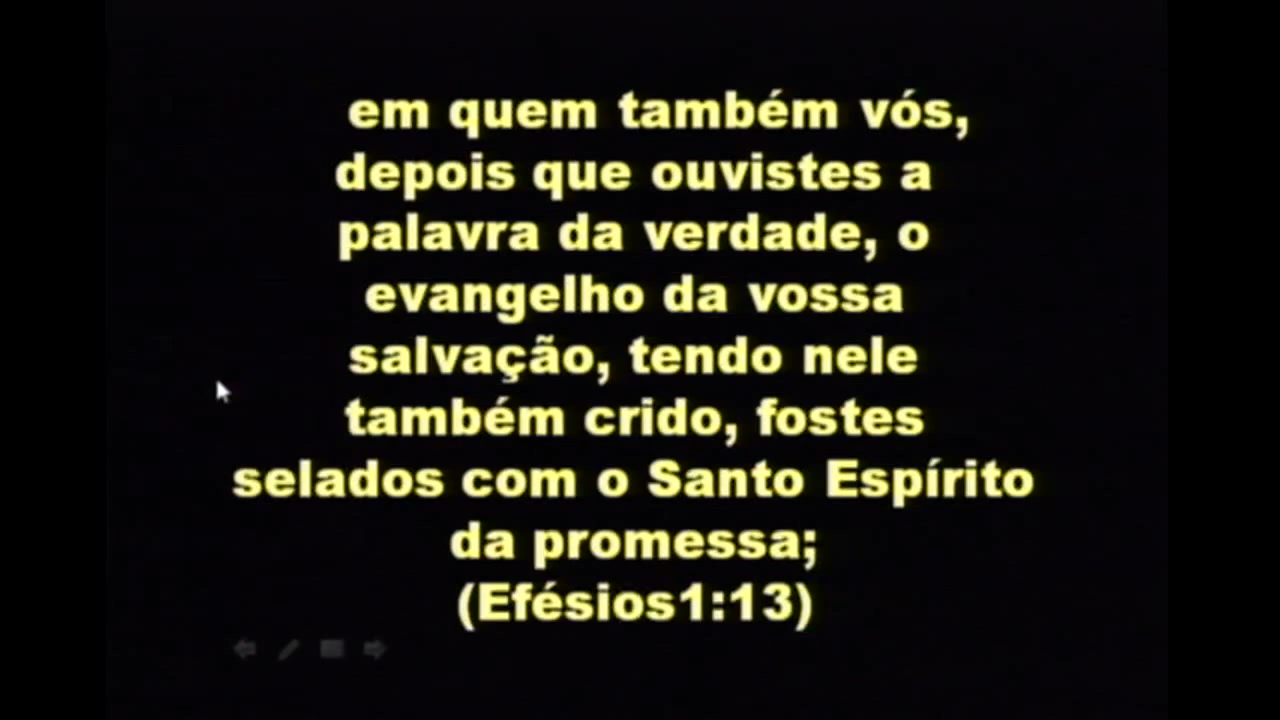 em quem também vós,
depois que ouvistes a
palavra da verdade, o
evangelho da vossa
salvação, tendo nele
também crido, fostes
selados com o Santo Espírito
da promessa;
(Efésios1:13)